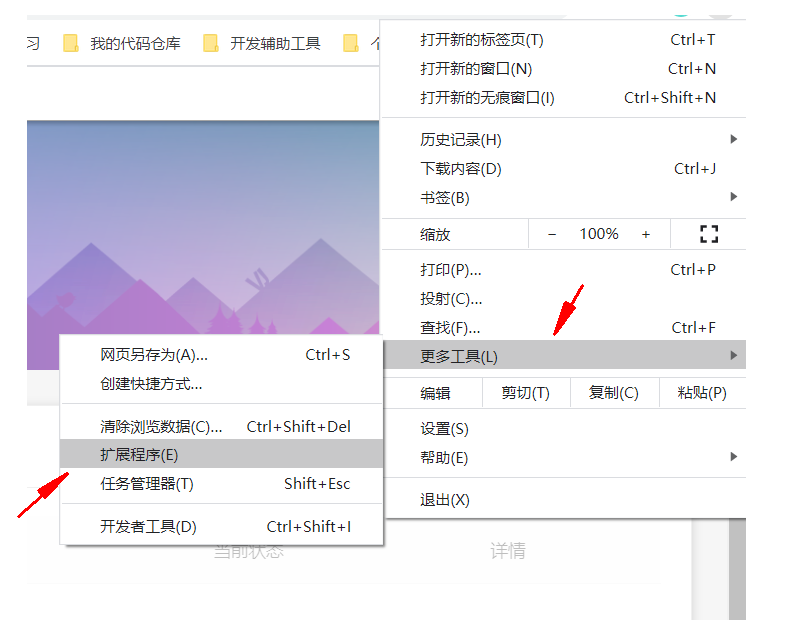 习 我的代码仓库 开发辅助工具 个
打开新的标签页(T) Ctrl+T
打开新的窗口(N) Ctrl+N
打开新的无痕窗口(I) Ctrl+Shift+N
历史记录(H)
下载内容(D) Ctrl+J
书签(B)
缩放 − 100% +
打印(P)... Ctrl+P
投射(C)...
查找(F)... Ctrl+F
更多工具(L)
编辑 剪切(T) 复制(C) 粘贴(P)
设置(S)
帮助(E)
退出(X)
网页另存为(A)... Ctrl+S
创建快捷方式...
清除浏览数据(C)... Ctrl+Shift+Del
扩展程序(E)
任务管理器(T) Shift+Esc
开发者工具(D) Ctrl+Shift+I
当前状态 详情